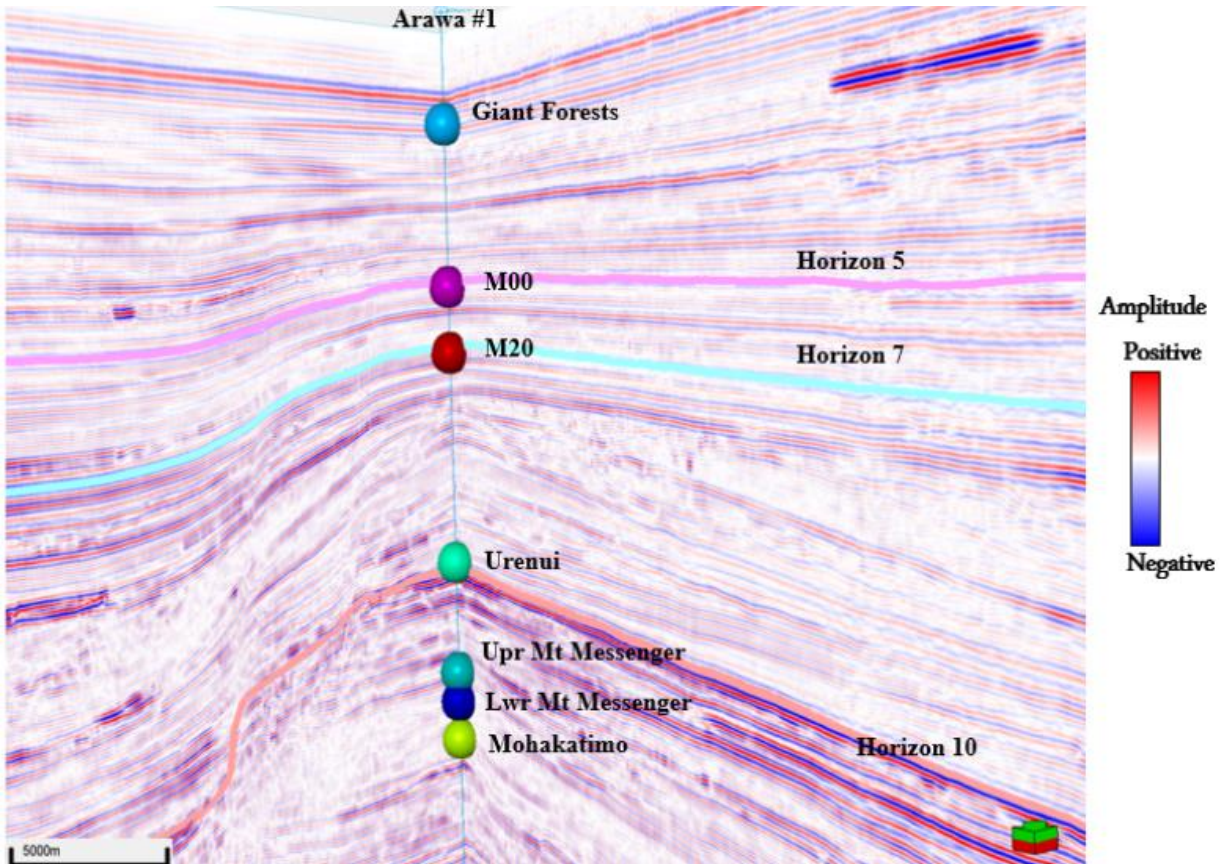 Arawa #1
Giant Forests
Horizon 5
M00
Amplitude
M20
Horizon 7
Positive
Urenui
Negative
Upr Mt Messenger
Lwr Mt Messenger
Mohakatimo
Horizon 10
5000m